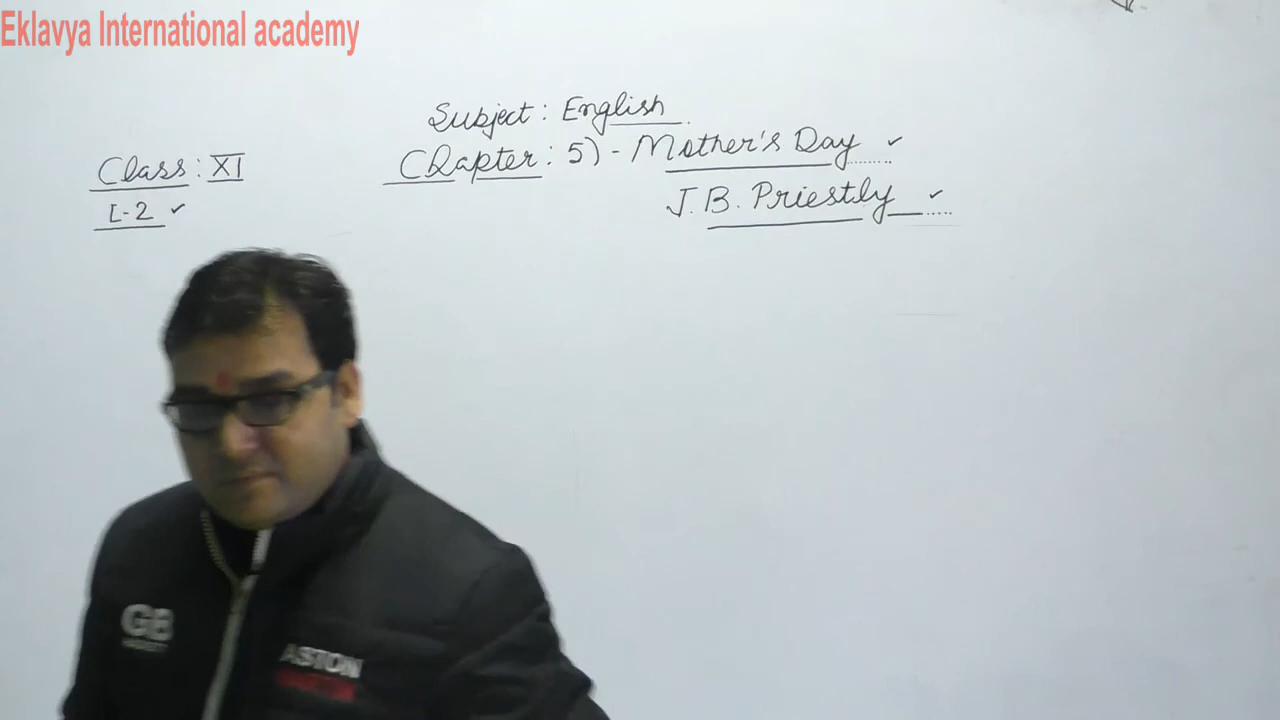 Eklavya International academy
Subject: English
Chapter: 5) - Mother's Day
J. B. Priestly
Class: XI
L-2
GB
ASTON